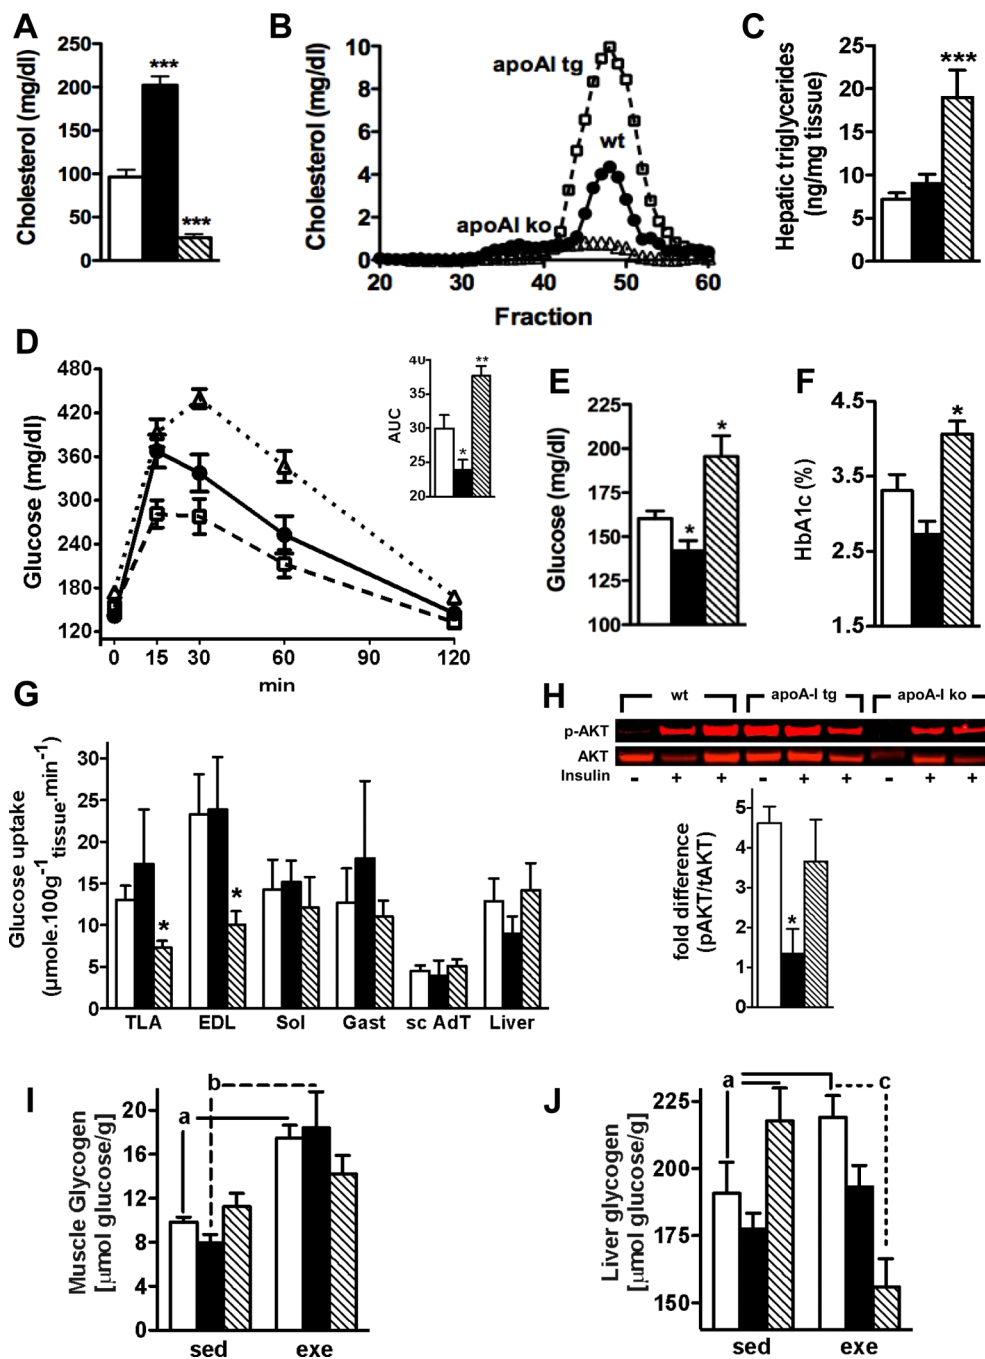 A
Cholesterol (mg/dl)
250
200
150
100
50
0
***
***
B
Cholesterol (mg/dl)
10
8
6
4
2
0
apoAI tg
wt
apoAI ko
20
30
40
50
60
Fraction
C
Hepatic triglycerides
(ng/mg tissue)
25
20
15
10
5
0
***
D
Glucose (mg/dl)
480
420
360
300
240
180
120
0
15
30
60
90
120
min
AUC
40
35
30
25
20
*
**
E
Glucose (mg/dl)
225
200
175
150
125
100
*
*
F
HbA1c (%)
4.5
3.5
2.5
1.5
*
G
Glucose uptake
(µmole.100g⁻¹tissue.min⁻¹)
30
25
20
15
10
5
0
*
*
TLA
EDL
Sol
Gast
sc AdT
Liver
H
wt
apoA-I tg
apoA-I ko
p-AKT
AKT
Insulin
- + + - + + - + +
fold difference
(pAKT/tAKT)
5
4
3
2
1
0
*
I
Muscle Glycogen
[µmol glucose/g]
20
16
12
8
4
0
a
b
sed
exe
J
Liver glycogen
[µmol glucose/g]
225
200
175
150
a
c
sed
exe